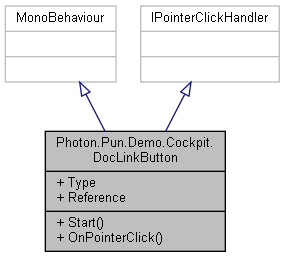 MonoBehaviour
IPointerClickHandler
Photon.Pun.Demo.Cockpit.
DocLinkButton
+ Type
+ Reference
+ Start()
+ OnPointerClick()